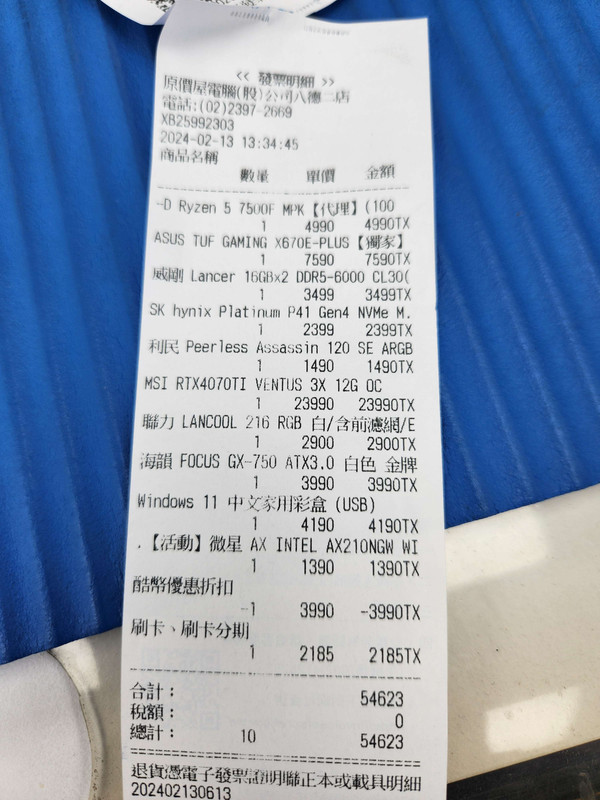 << 發票明細 >>
原價屋電腦(股)公司八德二店
電話:(02)2397-2669
XB25992303
2024-02-13 13:34:45
商品名稱
數量 單價 金額
-D Ryzen 5 7500F MPK【代理】(100
1 4990 4990TX
ASUS TUF GAMING X670E-PLUS【獨家】
1 7590 7590TX
威剛 Lancer 16GBx2 DDR5-6000 CL30(
1 3499 3499TX
SK hynix Platinum P41 Gen4 NVMe M.
1 2399 2399TX
利民 Peerless Assassin 120 SE ARGB
1 1490 1490TX
MSI RTX4070TI VENTUS 3X 12G OC
1 23990 23990TX
聯力 LANCOOL 216 RGB 白/含前濾網/E
1 2900 2900TX
海韻 FOCUS GX-750 ATX3.0 白色 金牌
1 3990 3990TX
Windows 11 中文家用彩盒 (USB)
1 4190 4190TX
.【活動】微星 AX INTEL AX210NGW WI
1 1390 1390TX
酷幣優惠折扣
-1 3990 -3990TX
刷卡、刷卡分期
1 2185 2185TX
合計: 54623
稅額: 0
總計: 10 54623
退貨憑電子發票證明聯正本或載具明細
202402130613